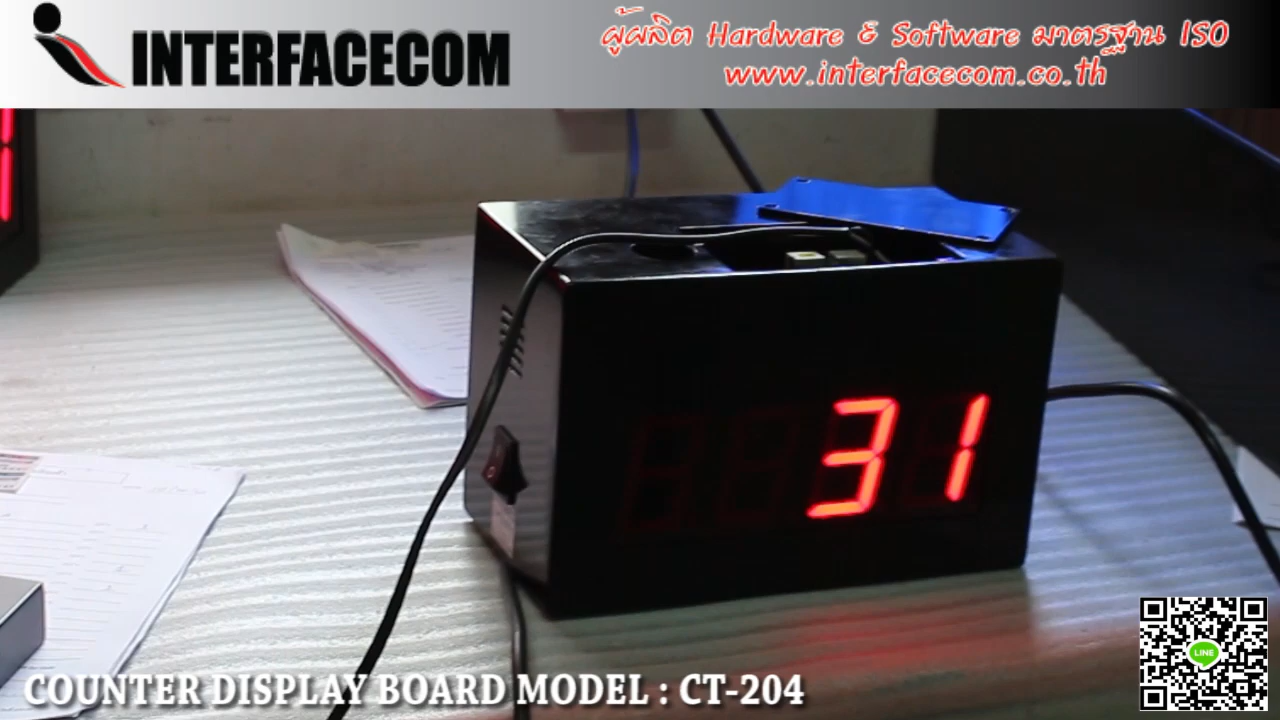 INTERFACECOM
ผู้ผลิต Hardware & Software มาตรฐาน ISO
www.interfacecom.co.th
31
LINE
COUNTER DISPLAY BOARD MODEL : CT-204